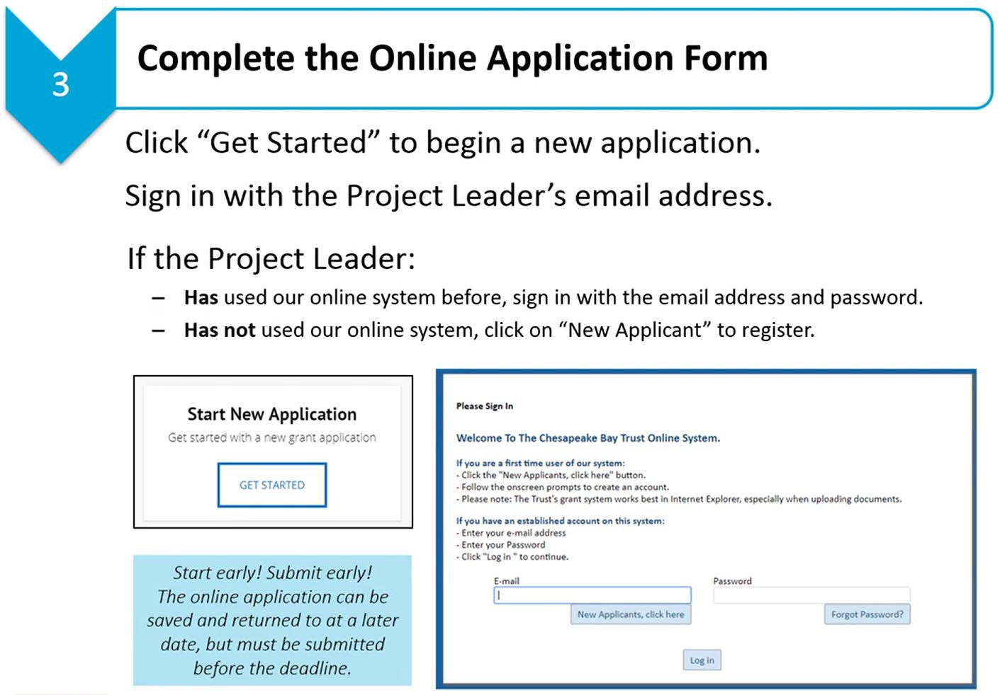 3
Complete the Online Application Form
Click “Get Started” to begin a new application.
Sign in with the Project Leader’s email address.
If the Project Leader:
– Has used our online system before, sign in with the email address and password.
– Has not used our online system, click on “New Applicant” to register.
Start New Application
Get started with a new grant application
GET STARTED
Start early! Submit early!
The online application can be
saved and returned to at a later
date, but must be submitted
before the deadline.
Please Sign In
Welcome To The Chesapeake Bay Trust Online System.
If you are a first time user of our system:
- Click the "New Applicants, click here" button.
- Follow the onscreen prompts to create an account.
- Please note: The Trust's grant system works best in Internet Explorer, especially when uploading documents.
If you have an established account on this system:
- Enter your e-mail address
- Enter your Password
- Click "Log in " to continue.
E-mail Password
New Applicants, click here Forgot Password?
Log in